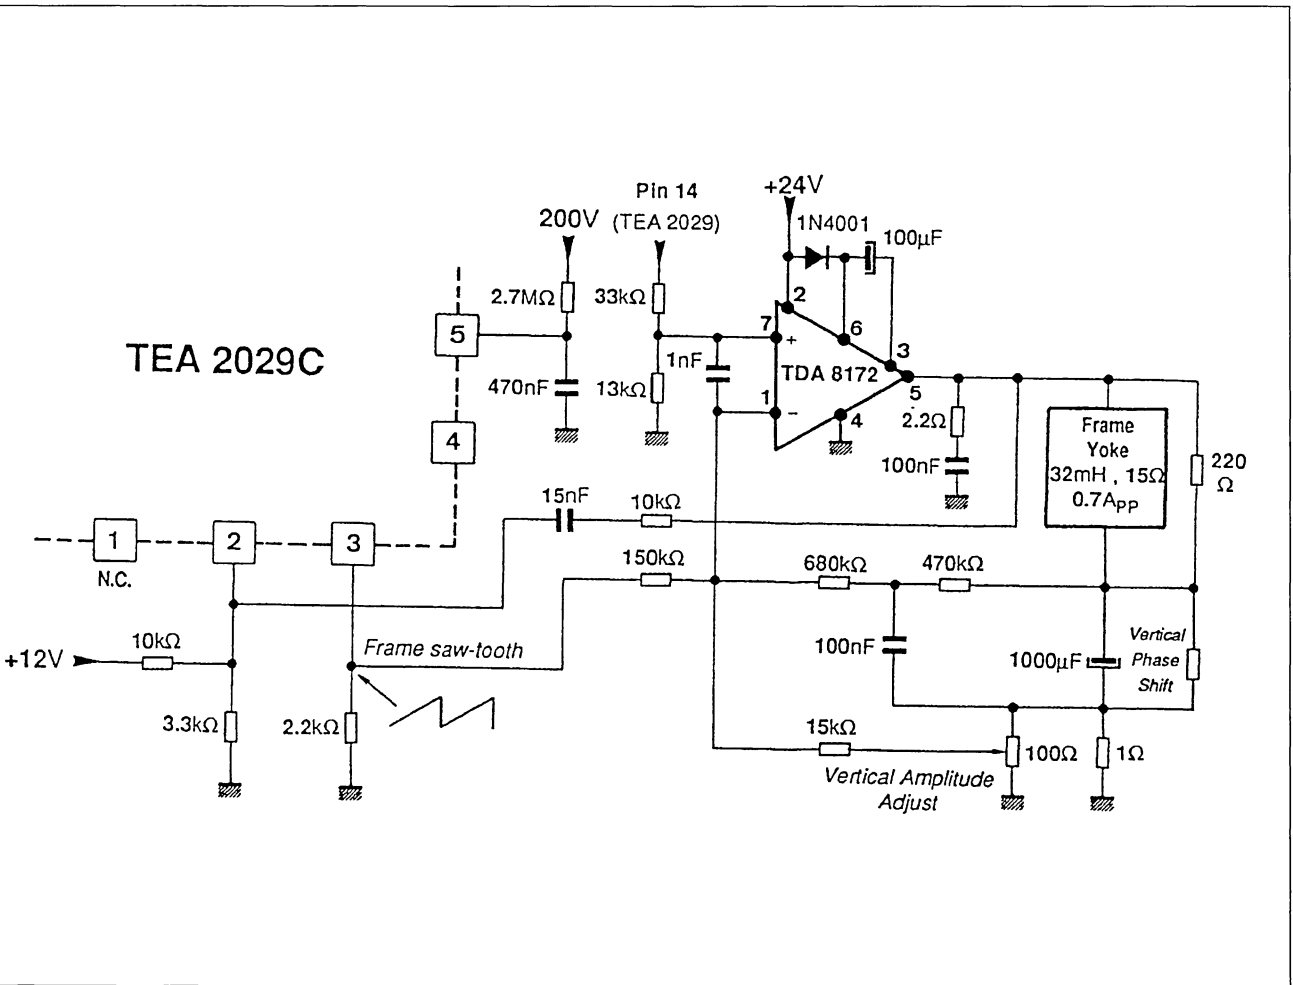 +24V
Pin 14
200V
(TEA 2029)
1N4001
100µF
2.7MΩ
33kΩ
2
5
7
6
+
TEA 2029C
1nF
3
TDA 8172
470nF
13kΩ
1
5
−
4
2.2Ω
Frame
Yoke
32mH , 15Ω
0.7APP
4
100nF
220
Ω
15nF
10kΩ
1
2
3
N.C.
150kΩ
680kΩ
470kΩ
10kΩ
+12V
Frame saw-tooth
100nF
1000µF
Vertical
Phase
Shift
3.3kΩ
2.2kΩ
15kΩ
100Ω
1Ω
Vertical Amplitude
Adjust